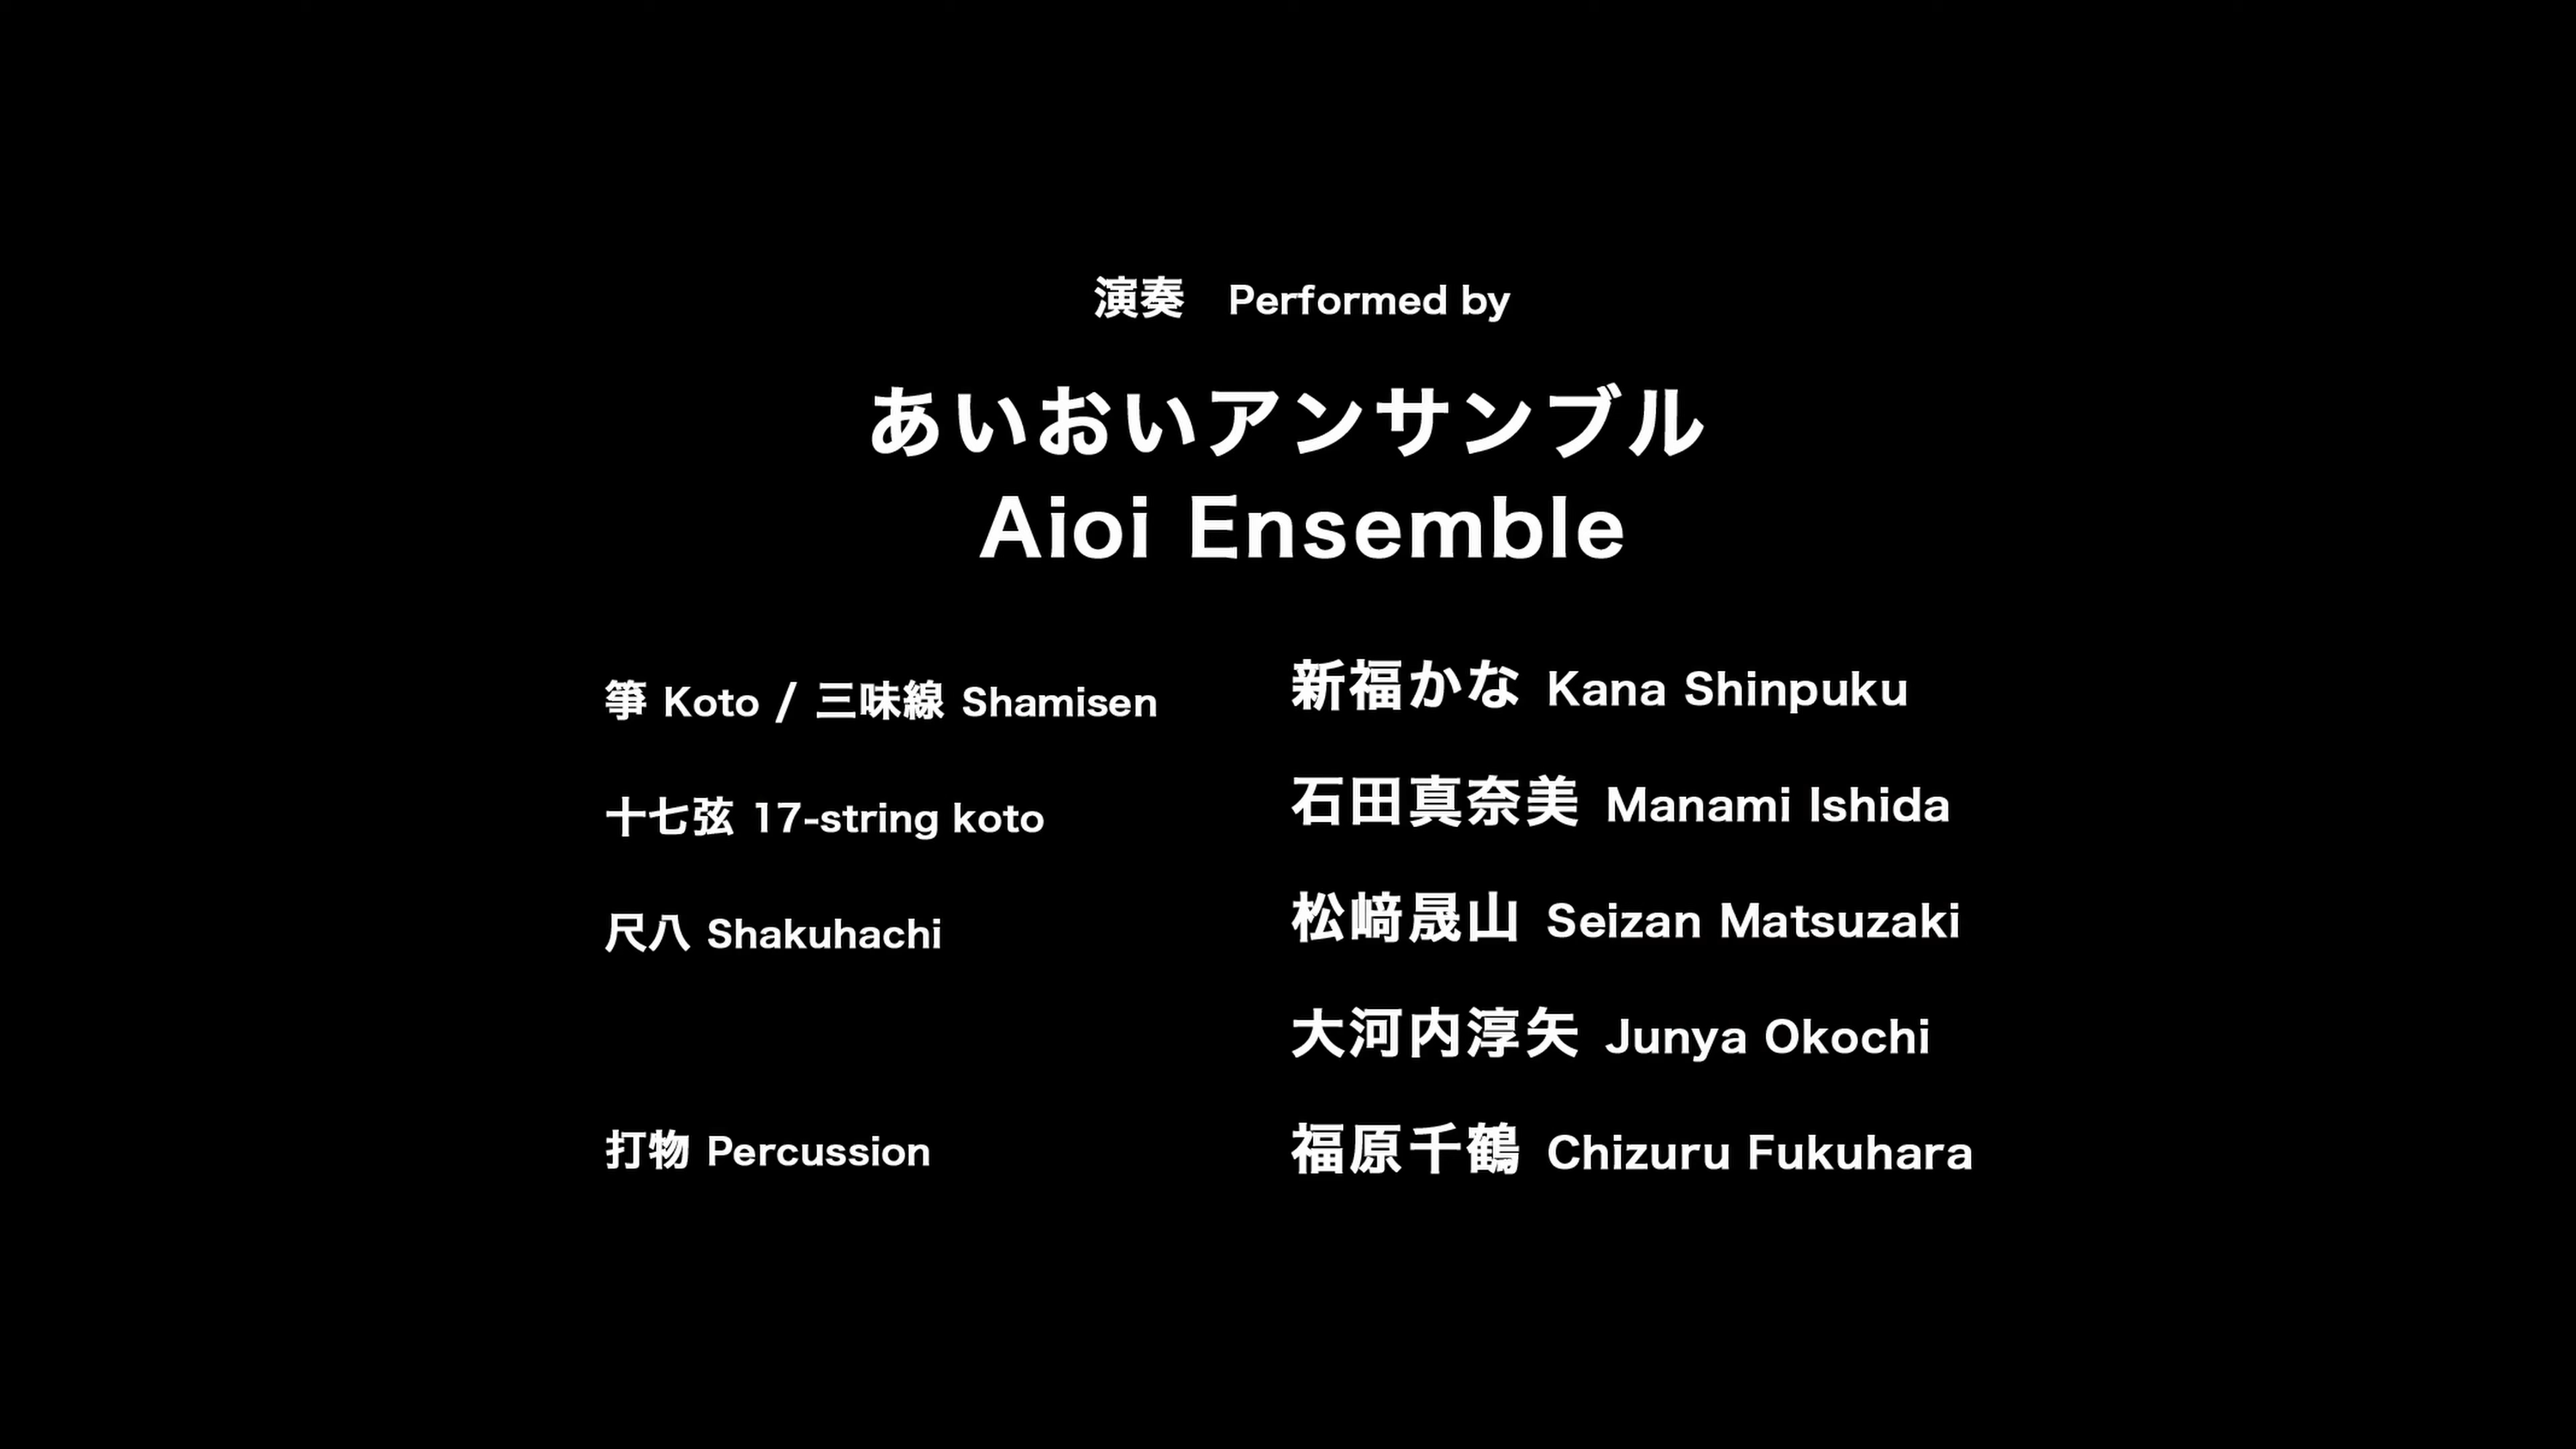 演奏　Performed by
あいおいアンサンブル
Aioi Ensemble
箏 Koto / 三味線 Shamisen 新福かな Kana Shinpuku
十七弦 17-string koto 石田真奈美 Manami Ishida
尺八 Shakuhachi 松﨑晟山 Seizan Matsuzaki
大河内淳矢 Junya Okochi
打物 Percussion 福原千鶴 Chizuru Fukuhara